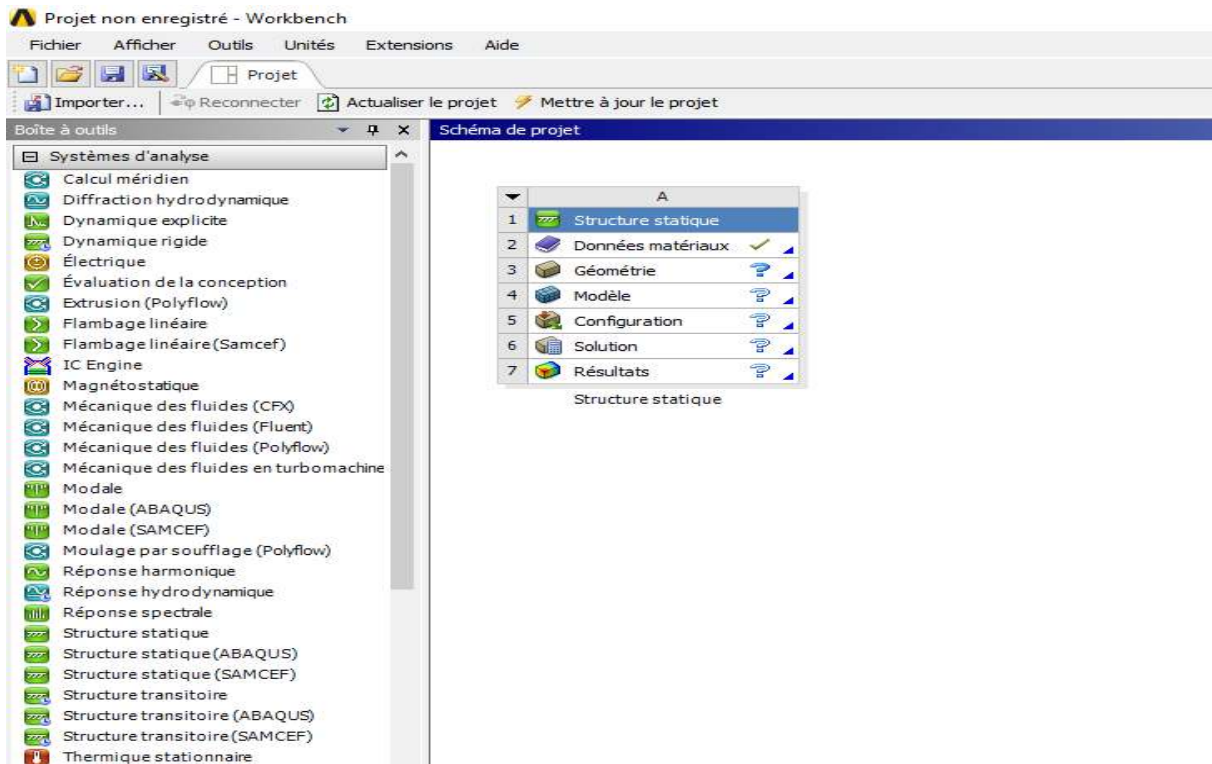 Projet non enregistré - Workbench
Fichier Afficher Outils Unités Extensions Aide
Projet
Importer... Reconnecter Actualiser le projet Mettre à jour le projet
Boîte à outils
Systèmes d'analyse
Calcul méridien
Diffraction hydrodynamique
Dynamique explicite
Dynamique rigide
Électrique
Évaluation de la conception
Extrusion (Polyflow)
Flambage linéaire
Flambage linéaire (Samcef)
IC Engine
Magnétostatique
Mécanique des fluides (CFX)
Mécanique des fluides (Fluent)
Mécanique des fluides (Polyflow)
Mécanique des fluides en turbomachine
Modale
Modale (ABAQUS)
Modale (SAMCEF)
Moulage par soufflage (Polyflow)
Réponse harmonique
Réponse hydrodynamique
Réponse spectrale
Structure statique
Structure statique (ABAQUS)
Structure statique (SAMCEF)
Structure transitoire
Structure transitoire (ABAQUS)
Structure transitoire (SAMCEF)
Thermique stationnaire
Schéma de projet
A
1 Structure statique
2 Données matériaux
3 Géométrie
4 Modèle
5 Configuration
6 Solution
7 Résultats
Structure statique